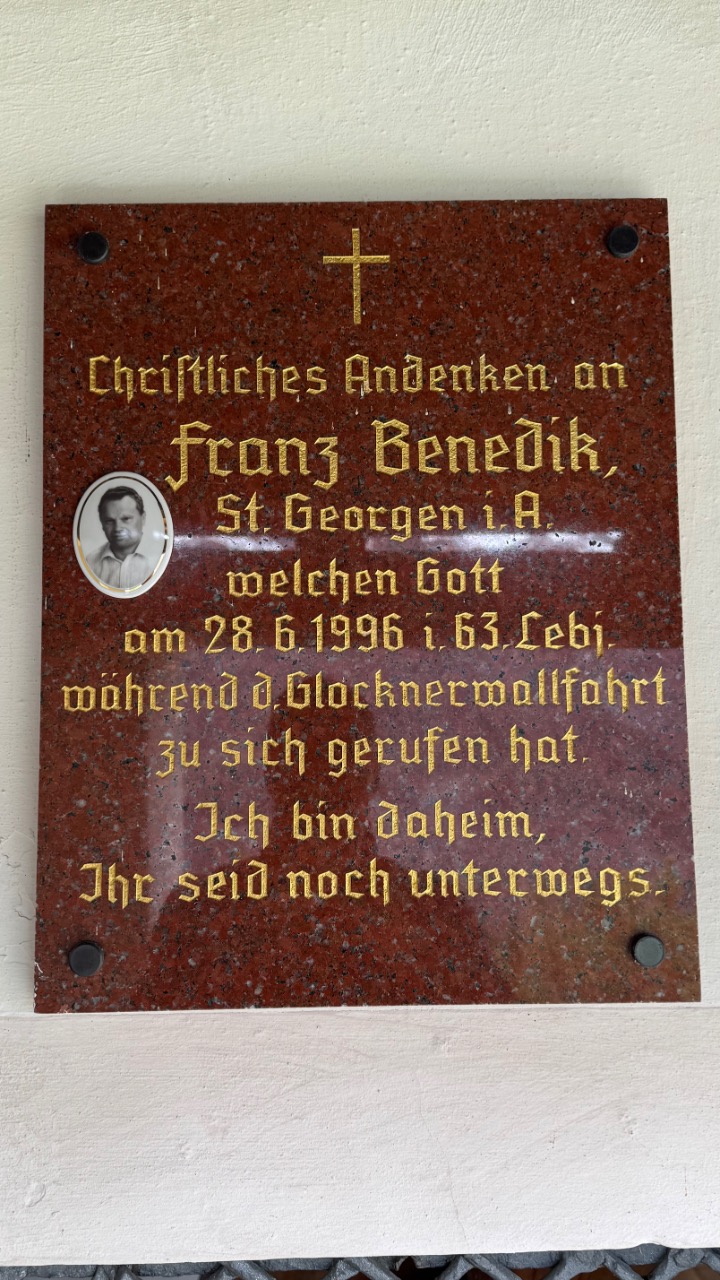 Chriſtliches Andenken an
Franz Benedik,
St. Georgen i. A.
welchen Gott
am 28. 6. 1996 i. 63. Lebj.
während d. Glocknerwallfahrt
zu sich gerufen hat.
Ich bin daheim,
Ihr seid noch unterwegs.